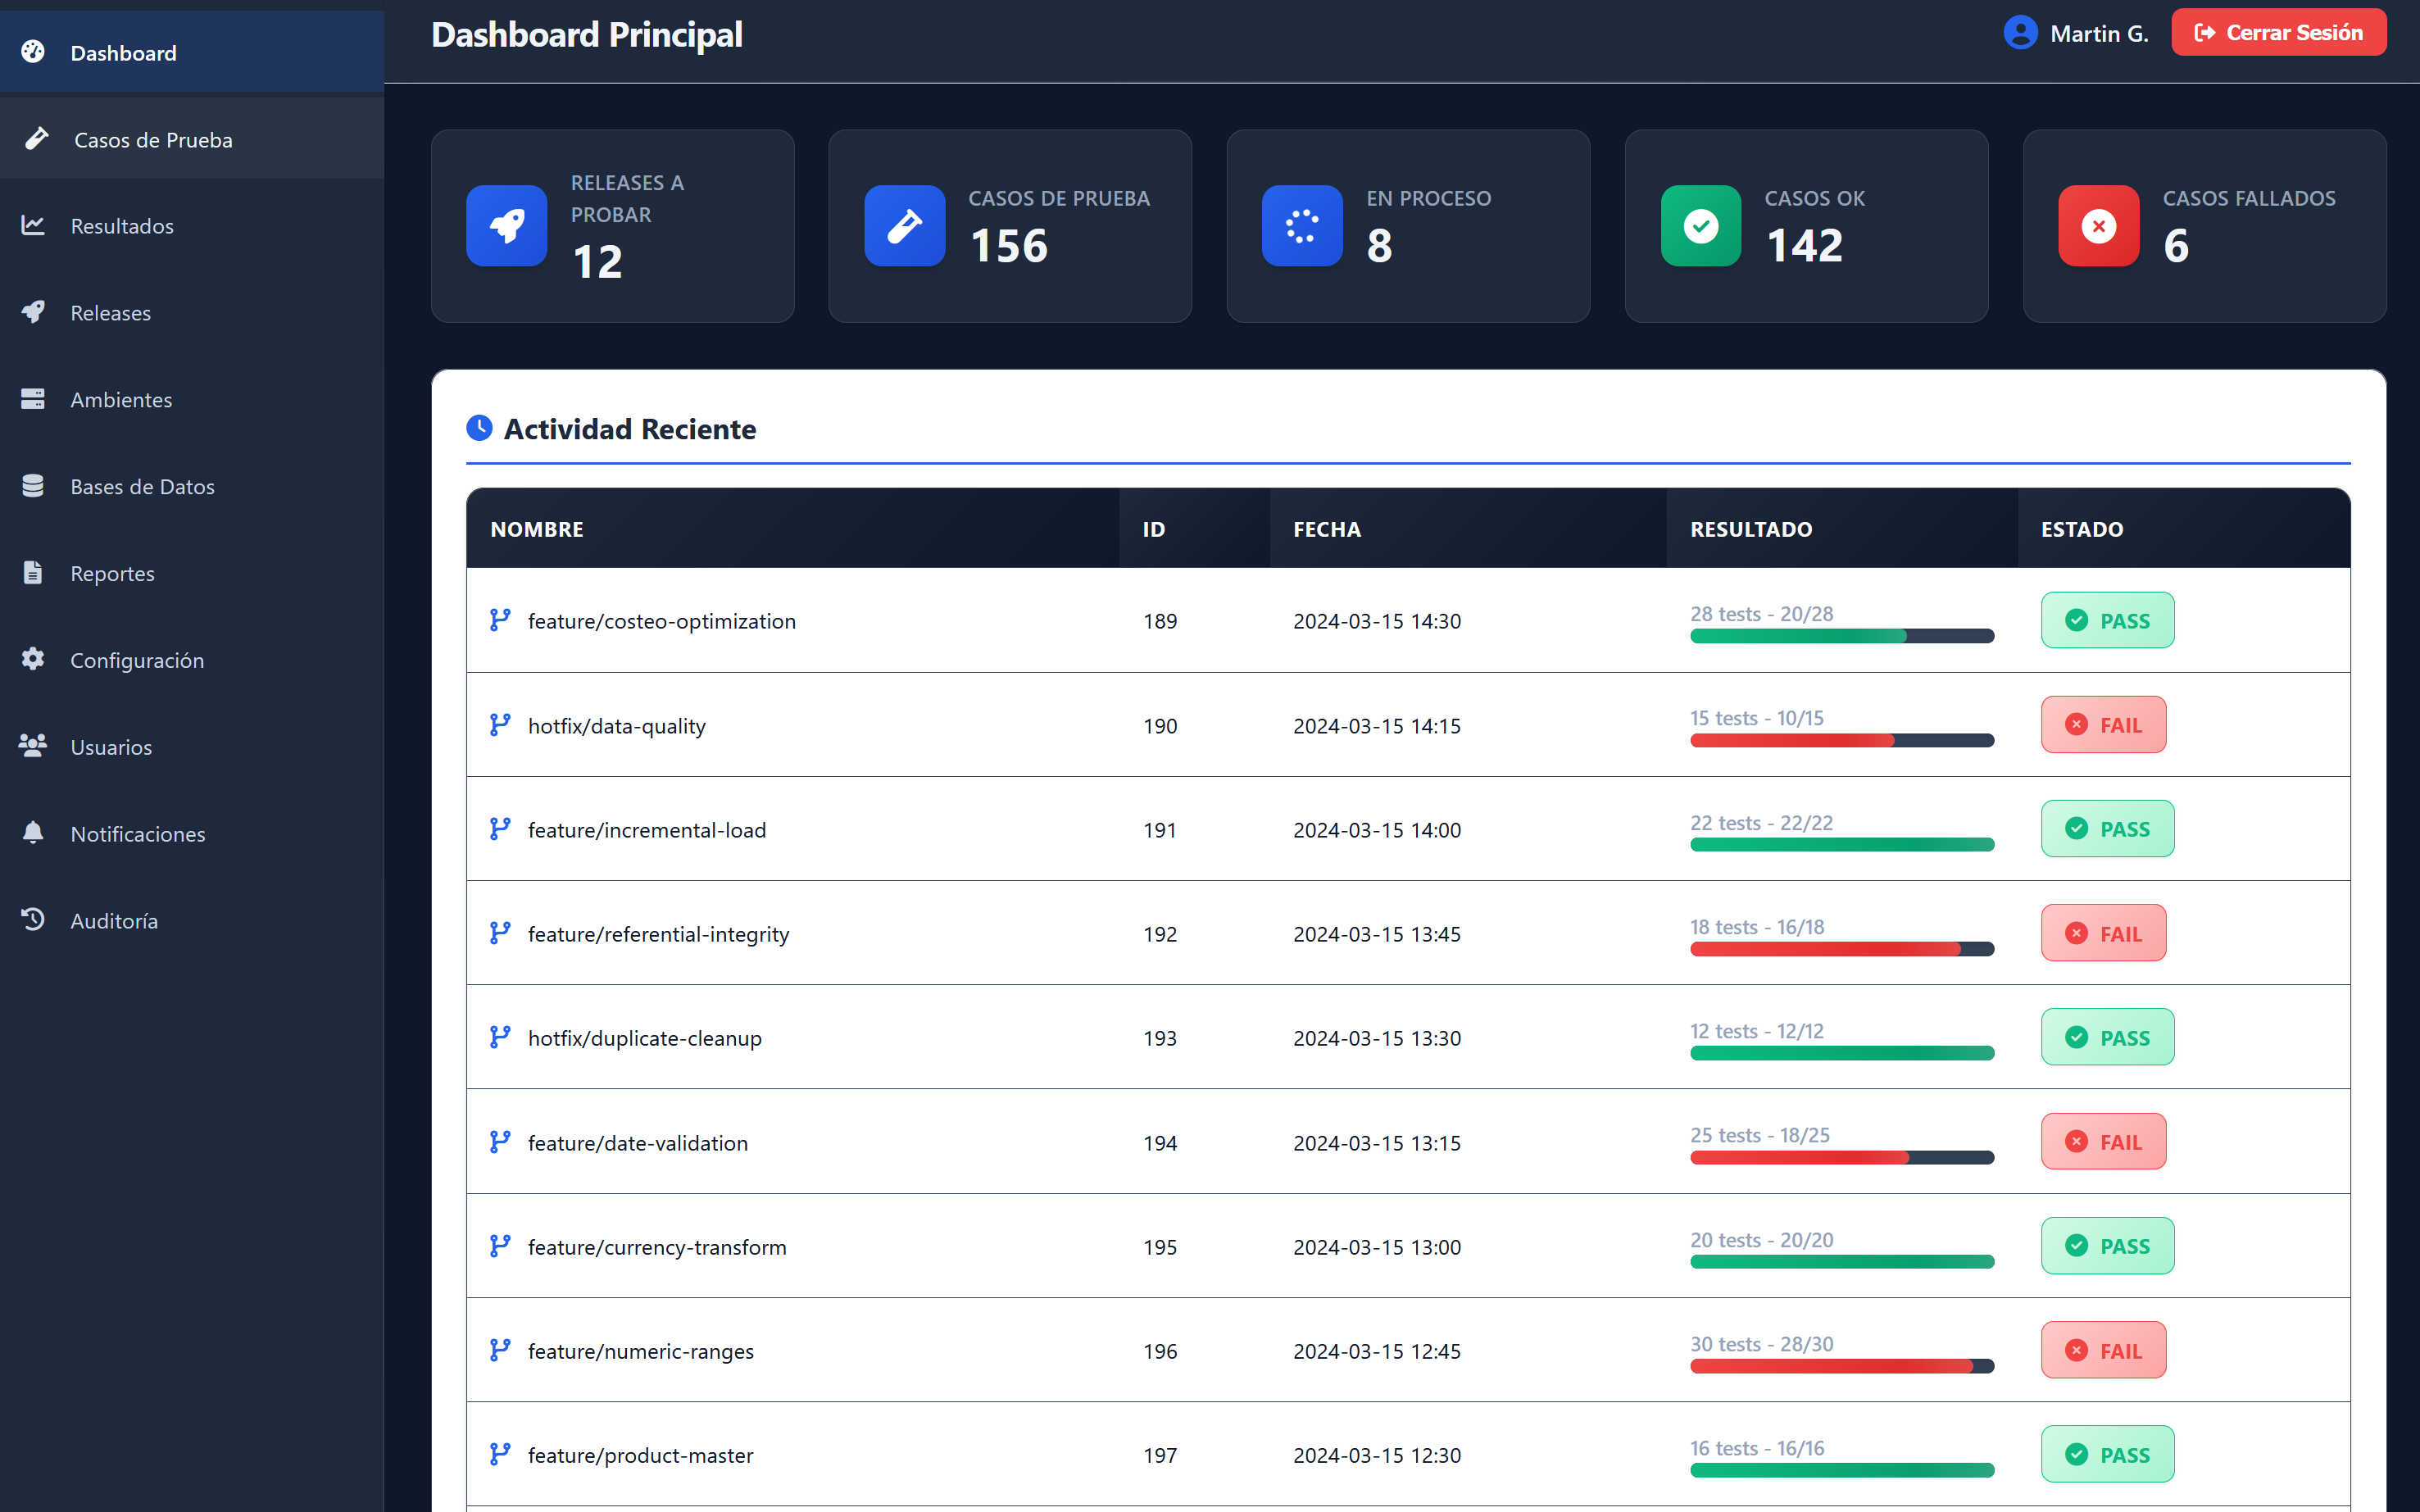 Dashboard
Casos de Prueba
Resultados
Releases
Ambientes
Bases de Datos
Reportes
Configuración
Usuarios
Notificaciones
Auditoría
Dashboard Principal
Martin G.
Cerrar Sesión
RELEASES A
PROBAR
12
CASOS DE PRUEBA
156
EN PROCESO
8
CASOS OK
142
CASOS FALLADOS
6
Actividad Reciente
NOMBRE ID FECHA RESULTADO ESTADO
feature/costeo-optimization 189 2024-03-15 14:30 28 tests - 20/28 PASS
hotfix/data-quality 190 2024-03-15 14:15 15 tests - 10/15 FAIL
feature/incremental-load 191 2024-03-15 14:00 22 tests - 22/22 PASS
feature/referential-integrity 192 2024-03-15 13:45 18 tests - 16/18 FAIL
hotfix/duplicate-cleanup 193 2024-03-15 13:30 12 tests - 12/12 PASS
feature/date-validation 194 2024-03-15 13:15 25 tests - 18/25 FAIL
feature/currency-transform 195 2024-03-15 13:00 20 tests - 20/20 PASS
feature/numeric-ranges 196 2024-03-15 12:45 30 tests - 28/30 FAIL
feature/product-master 197 2024-03-15 12:30 16 tests - 16/16 PASS